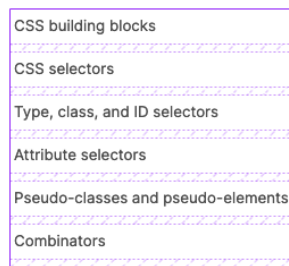 CSS building blocks
CSS selectors
Type, class, and ID selectors
Attribute selectors
Pseudo-classes and pseudo-elements
Combinators